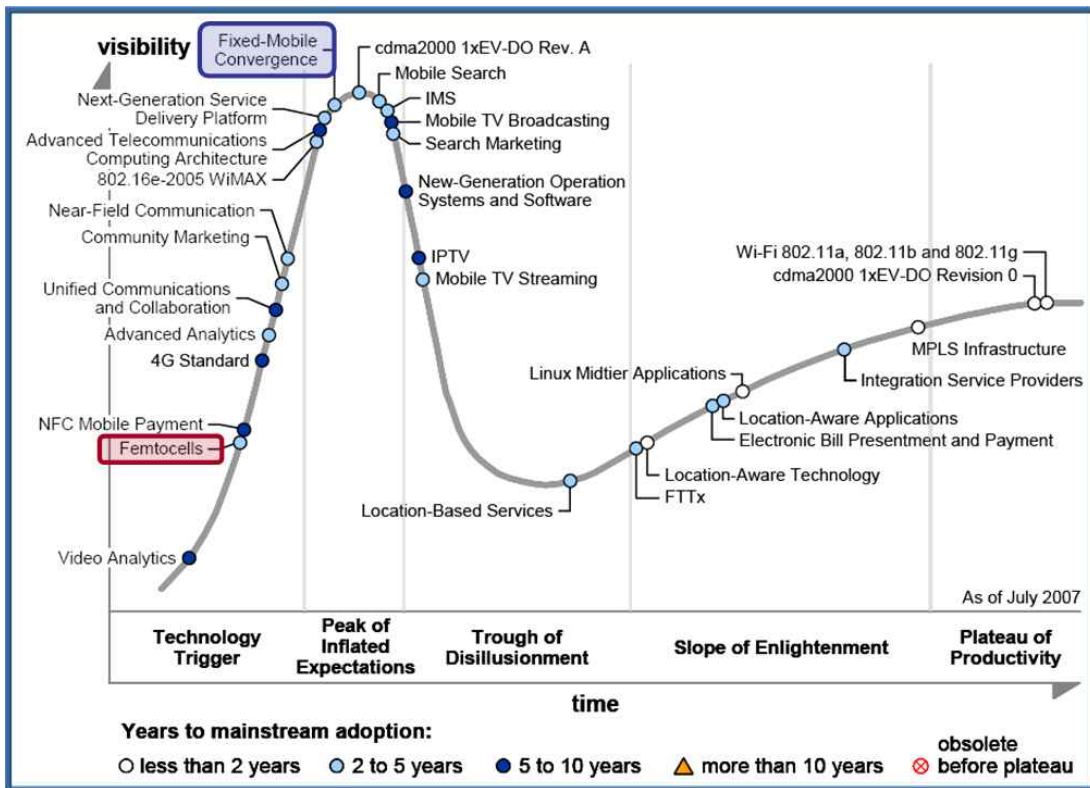 visibility
Fixed-Mobile
Convergence
cdma2000 1xEV-DO Rev. A
Mobile Search
IMS
Mobile TV Broadcasting
Search Marketing
Next-Generation Service
Delivery Platform
Advanced Telecommunications
Computing Architecture
802.16e-2005 WiMAX
New-Generation Operation
Systems and Software
Near-Field Communication
Community Marketing
IPTV
Mobile TV Streaming
Unified Communications
and Collaboration
Advanced Analytics
4G Standard
NFC Mobile Payment
Femtocells
Video Analytics
Wi-Fi 802.11a, 802.11b and 802.11g
cdma2000 1xEV-DO Revision 0
MPLS Infrastructure
Integration Service Providers
Linux Midtier Applications
Location-Aware Applications
Electronic Bill Presentment and Payment
Location-Aware Technology
FTTx
Location-Based Services
As of July 2007
Technology
Trigger
Peak of
Inflated
Expectations
Trough of
Disillusionment
Slope of Enlightenment
Plateau of
Productivity
time
Years to mainstream adoption:
less than 2 years
2 to 5 years
5 to 10 years
more than 10 years
obsolete
before plateau